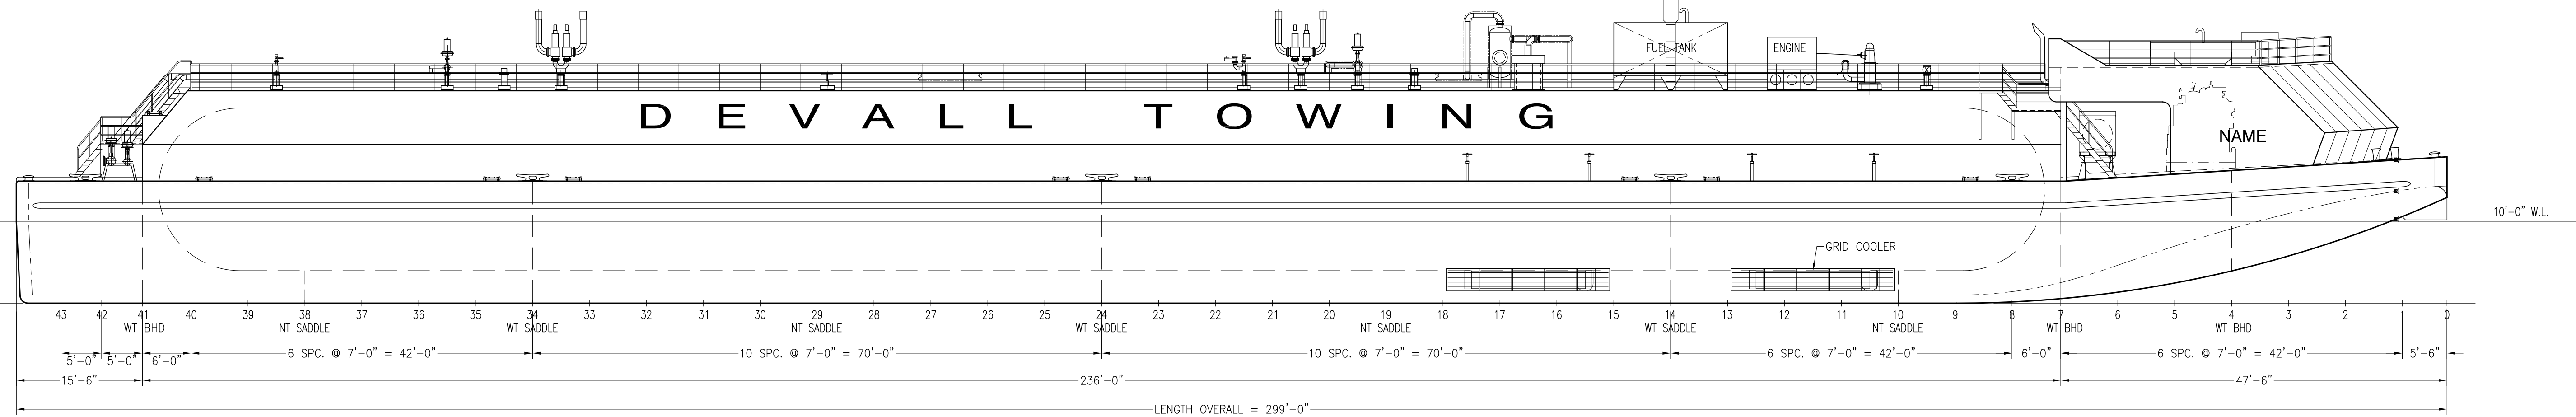 FUEL TANK
ENGINE
DEVALL TOWING
NAME
10'-0" W.L.
GRID COOLER
43 42 41 40 39 38 37 36 35 34 33 32 31 30 29 28 27 26 25 24 23 22 21 20 19 18 17 16 15 14 13 12 11 10 9 8 7 6 5 4 3 2 1 0
WT BHD NT SADDLE WT SADDLE NT SADDLE WT SADDLE NT SADDLE WT SADDLE NT SADDLE WT BHD WT BHD
5'-0" 5'-0" 6'-0" 6 SPC. @ 7'-0" = 42'-0" 10 SPC. @ 7'-0" = 70'-0" 10 SPC. @ 7'-0" = 70'-0" 6 SPC. @ 7'-0" = 42'-0" 6'-0" 6 SPC. @ 7'-0" = 42'-0" 5'-6"
15'-6" 236'-0" 47'-6"
LENGTH OVERALL = 299'-0"